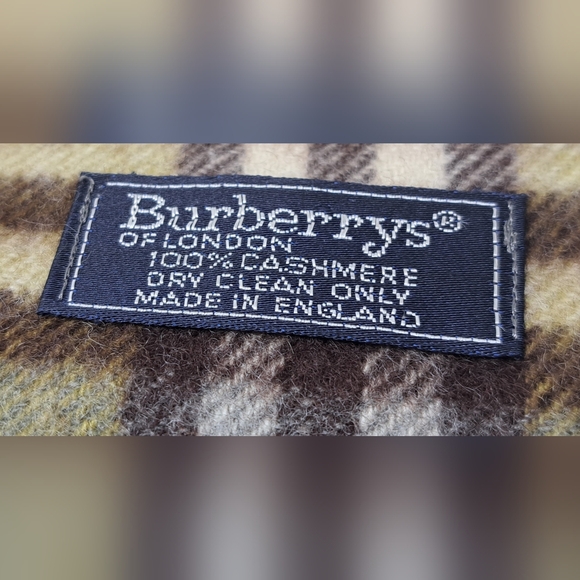 Burberrys®
OF LONDON
100% CASHMERE
DRY CLEAN ONLY
MADE IN ENGLAND